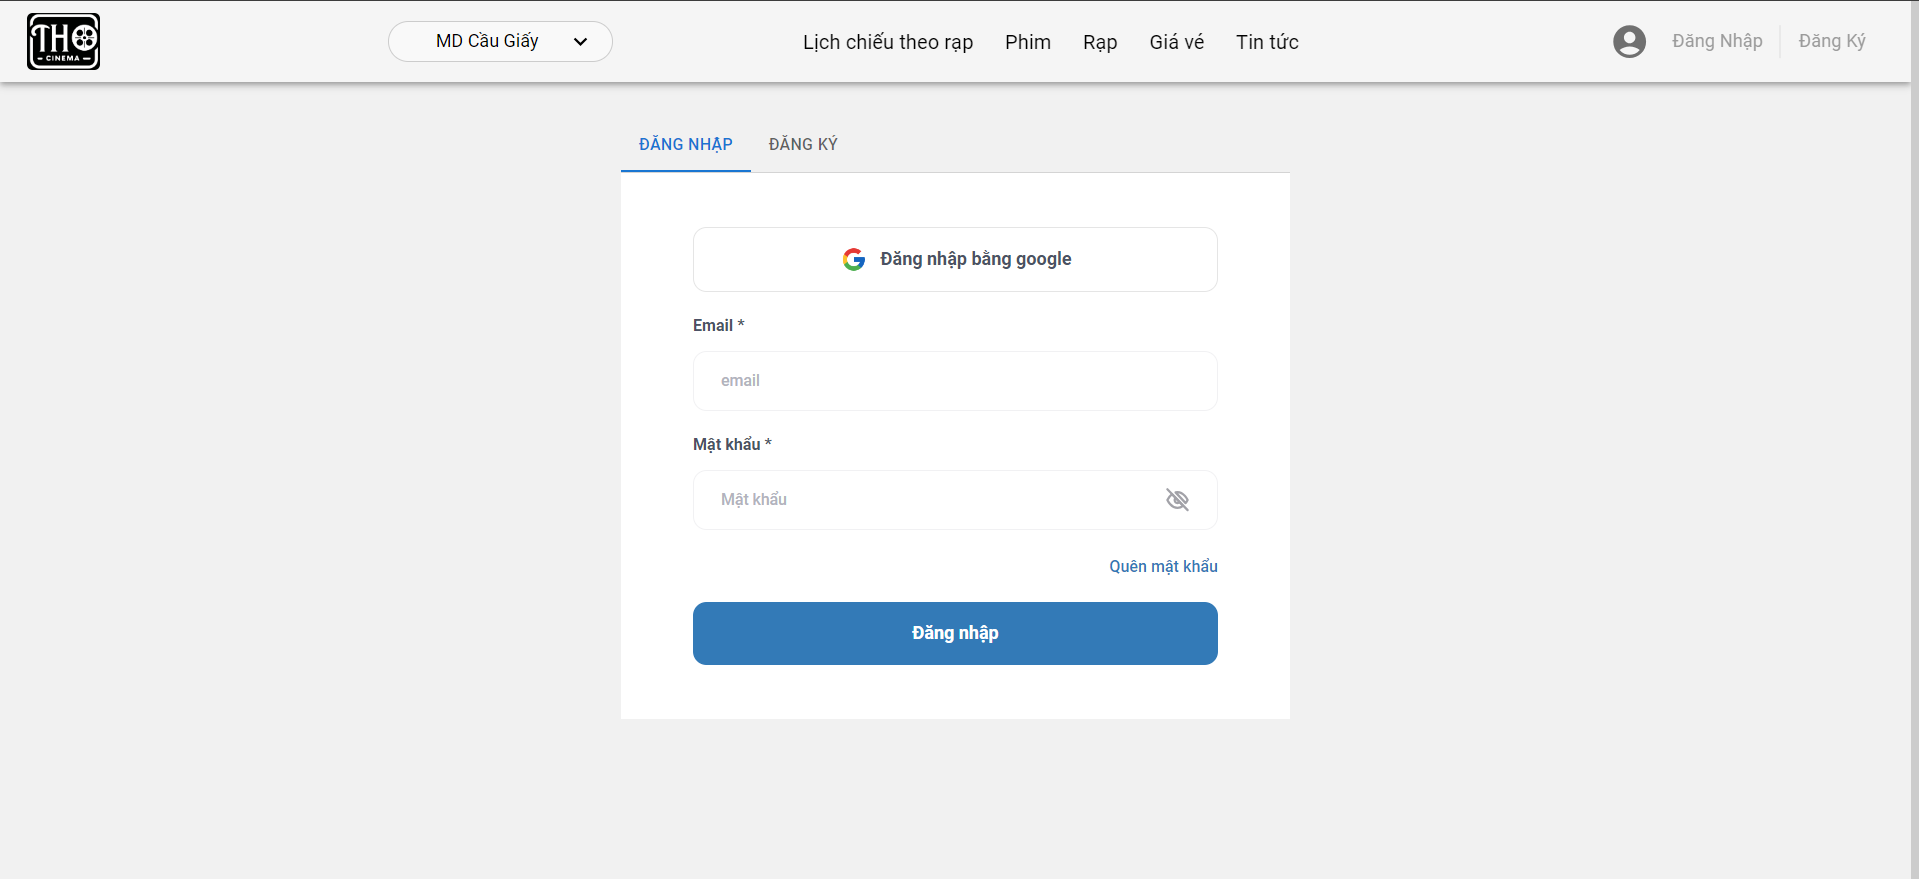 THO
CINEMA
MD Cầu Giấy
Lịch chiếu theo rạp Phim Rạp Giá vé Tin tức
Đăng Nhập Đăng Ký
ĐĂNG NHẬP ĐĂNG KÝ
Đăng nhập bằng google
Email *
email
Mật khẩu *
Mật khẩu
Quên mật khẩu
Đăng nhập